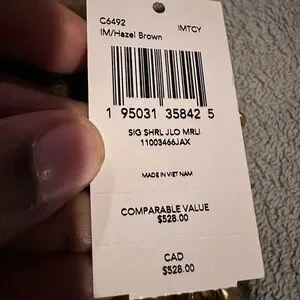 C6492 IMTCY
IM/Hazel Brown
1 95031 35842 5
SIG SHRL JLO MRLI
11003466JAX
MADE IN VIET NAM
COMPARABLE VALUE
$528.00
CAD
$528.00